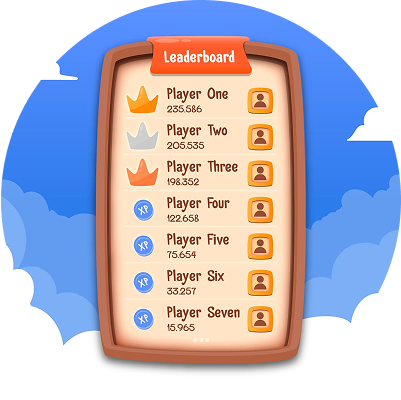 Leaderboard
Player One
235.586
Player Two
205.535
Player Three
198.352
XP
Player Four
122.658
XP
Player Five
75.654
XP
Player Six
33.257
XP
Player Seven
15.965